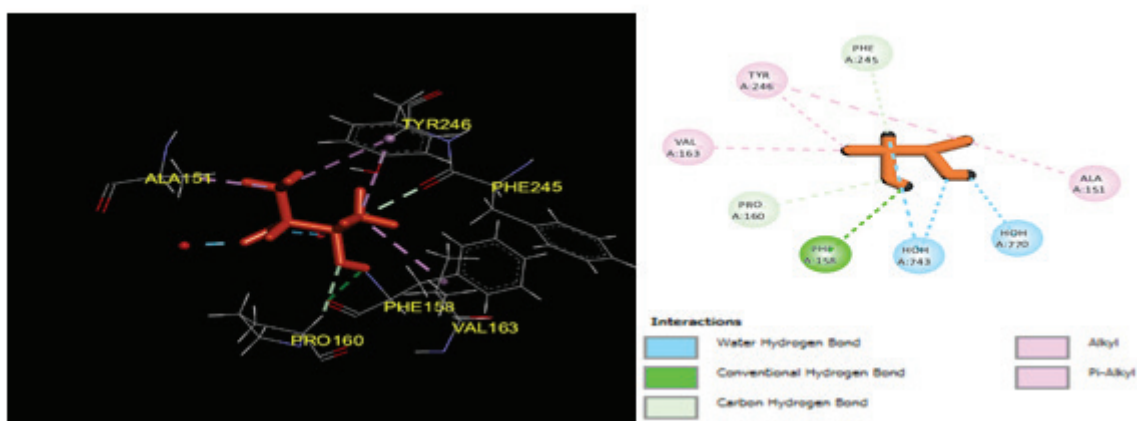 TYR246
ALA151
PHE245
PHE158
VAL163
PRO160
PHE
A:245
TYR
A:246
VAL
A:163
ALA
A:151
PRO
A:160
PHE
A:158
HOH
A:743
HOH
A:770
Interactions
Water Hydrogen Bond
Conventional Hydrogen Bond
Carbon Hydrogen Bond
Alkyl
Pi-Alkyl